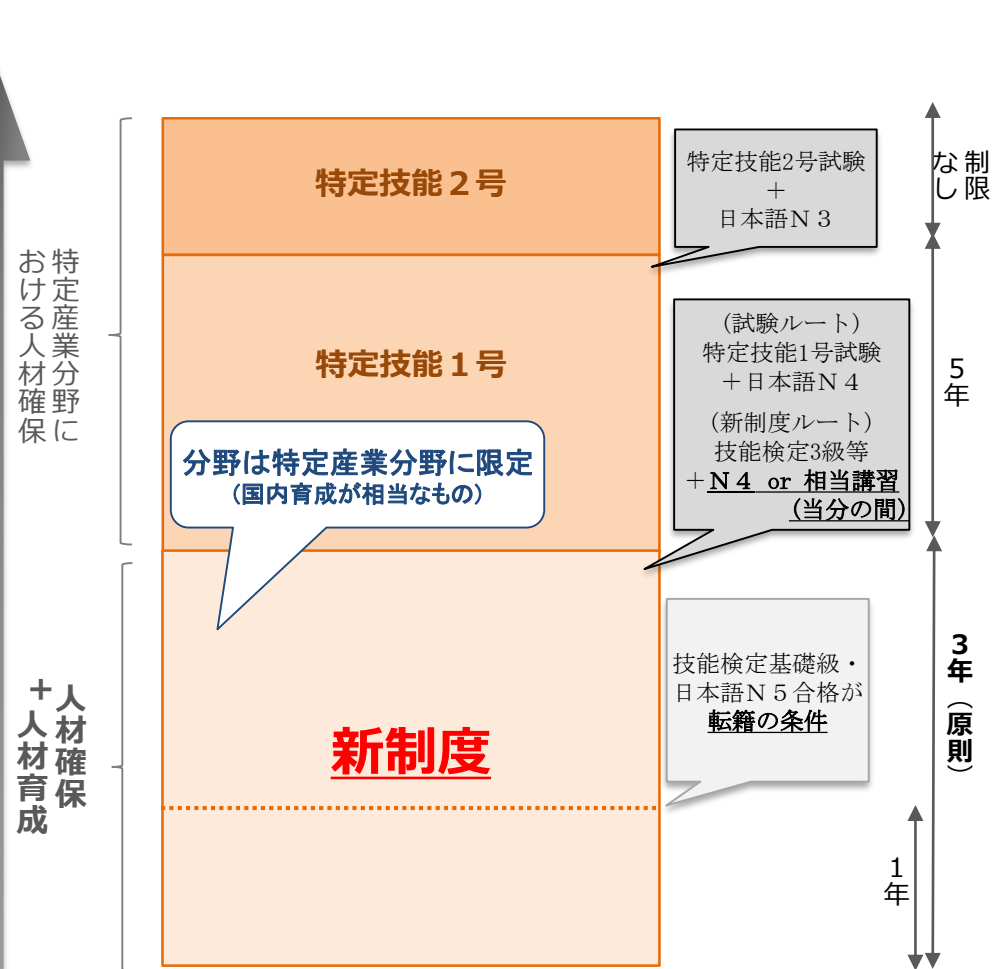 特定技能２号
特定技能2号試験
＋
日本語Ｎ３
制限
なし
特定産業分野に
おける人材確保
特定技能１号
（試験ルート）
特定技能1号試験
＋日本語Ｎ４
（新制度ルート）
技能検定3級等
＋Ｎ４ or 相当講習
（当分の間）
5年
分野は特定産業分野に限定
（国内育成が相当なもの）
人材確保
＋人材育成
新制度
技能検定基礎級・
日本語Ｎ５合格が
転籍の条件
3年（原則）
1年